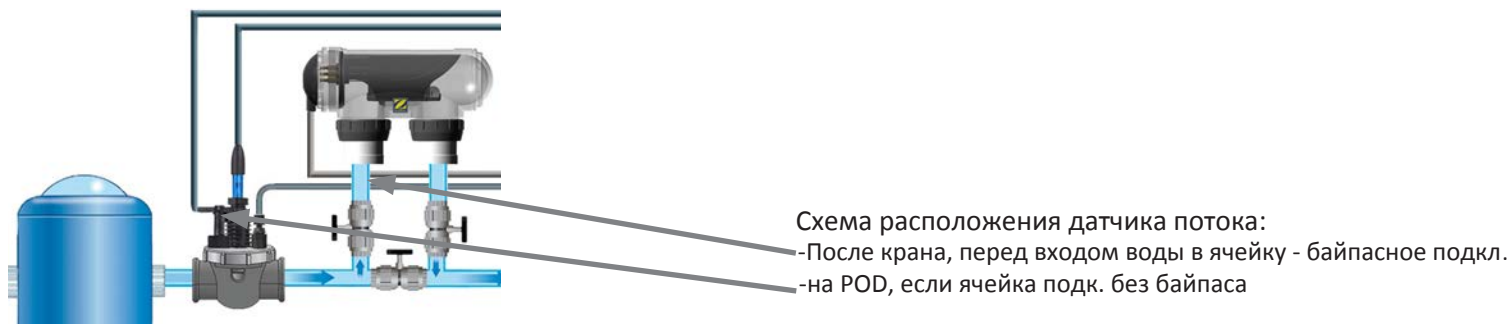 Схема расположения датчика потока:
-После крана, перед входом воды в ячейку - байпасное подкл.
-на POD, если ячейка подк. без байпаса